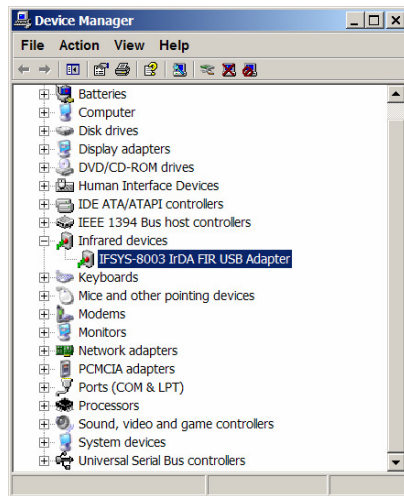 Device Manager
File Action View Help
Batteries
Computer
Disk drives
Display adapters
DVD/CD-ROM drives
Human Interface Devices
IDE ATA/ATAPI controllers
IEEE 1394 Bus host controllers
Infrared devices
IFSYS-8003 IrDA FIR USB Adapter
Keyboards
Mice and other pointing devices
Modems
Monitors
Network adapters
PCMCIA adapters
Ports (COM & LPT)
Processors
Sound, video and game controllers
System devices
Universal Serial Bus controllers